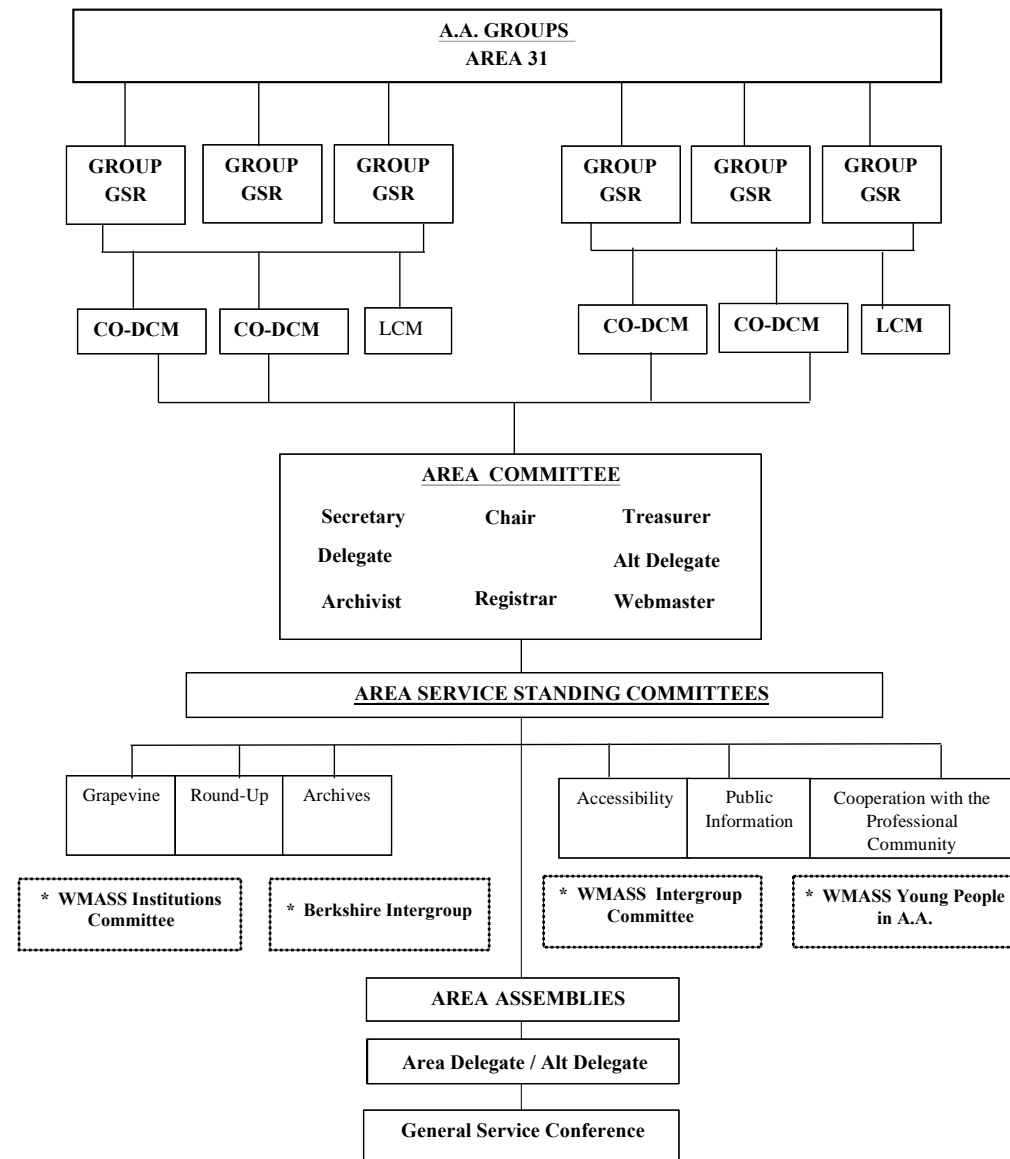 A.A. GROUPS
AREA 31
GROUP
GSR
GROUP
GSR
GROUP
GSR
GROUP
GSR
GROUP
GSR
GROUP
GSR
CO-DCM
CO-DCM
LCM
CO-DCM
CO-DCM
LCM
AREA COMMITTEE
Secretary
Chair
Treasurer
Delegate
Alt Delegate
Archivist
Registrar
Webmaster
AREA SERVICE STANDING COMMITTEES
Grapevine
Round-Up
Archives
Accessibility
Public
Information
Cooperation with the
Professional
Community
* WMASS Institutions
Committee
* Berkshire Intergroup
* WMASS Intergroup
Committee
* WMASS Young People
in A.A.
AREA ASSEMBLIES
Area Delegate / Alt Delegate
General Service Conference